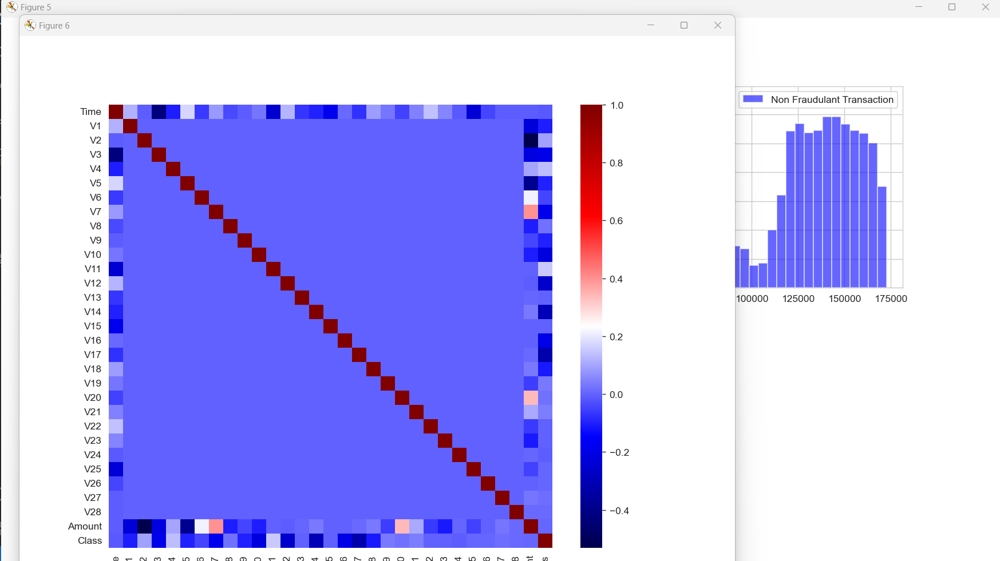 Figure 5
Figure 6
Non Fraudulant Transaction
100000 125000 150000 175000
Time
V1
V2
V3
V4
V5
V6
V7
V8
V9
V10
V11
V12
V13
V14
V15
V16
V17
V18
V19
V20
V21
V22
V23
V24
V25
V26
V27
V28
Amount
Class
1.0
0.8
0.6
0.4
0.2
0.0
−0.2
−0.4
e 1 2 3 4 5 6 7 8 9 0 1 2 3 4 5 6 7 8 9 0 1 2 3 4 5 6 7 8 nt s